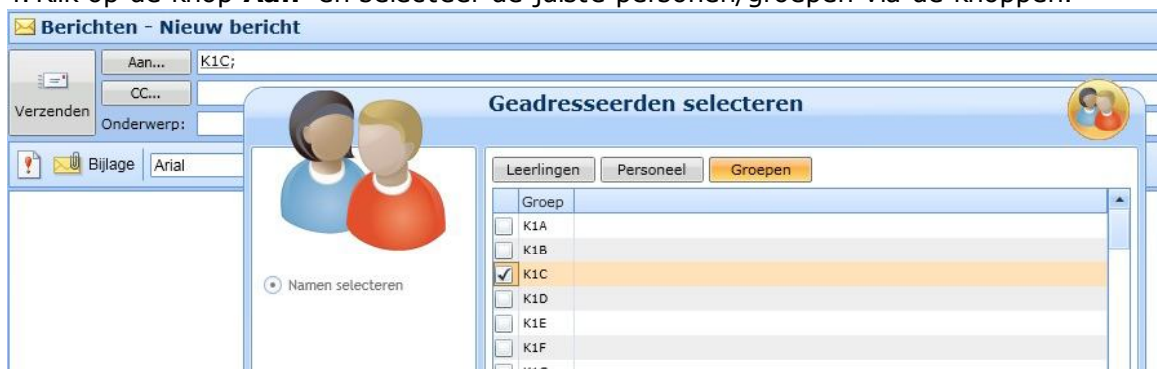 Klik op de knop Aan en selecteer de juiste personen/groepen via de knoppen.
Berichten - Nieuw bericht
Aan... K1C;
CC...
Verzenden
Onderwerp:
Bijlage Arial
Geadresseerden selecteren
Leerlingen Personeel Groepen
Groep
K1A
K1B
K1C
Namen selecteren
K1D
K1E
K1F